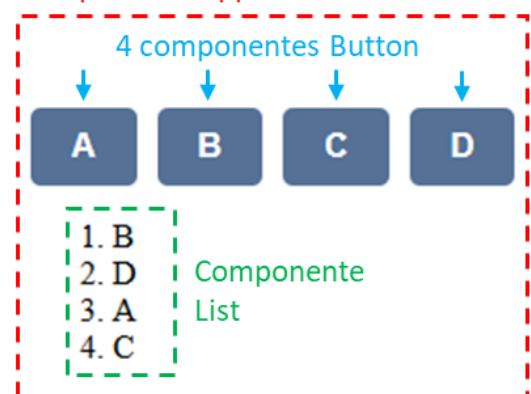 4 componentes Button
A B C D
1. B
2. D
3. A
4. C
Componente
List